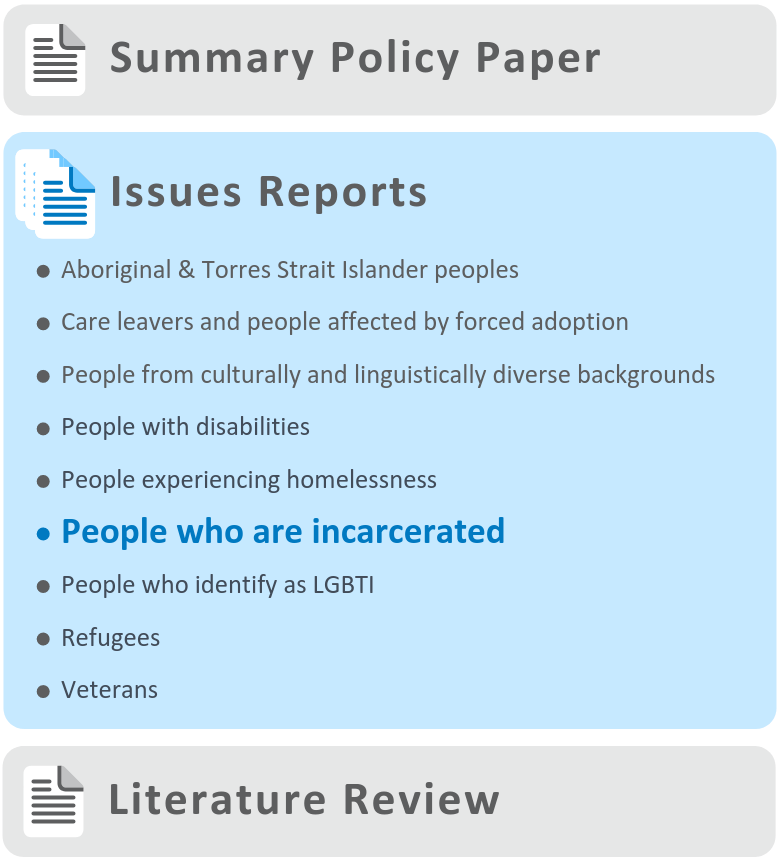 Summary Policy Paper
Issues Reports
● Aboriginal & Torres Strait Islander peoples
● Care leavers and people affected by forced adoption
● People from culturally and linguistically diverse backgrounds
● People with disabilities
● People experiencing homelessness
● People who are incarcerated
● People who identify as LGBTI
● Refugees
● Veterans
Literature Review